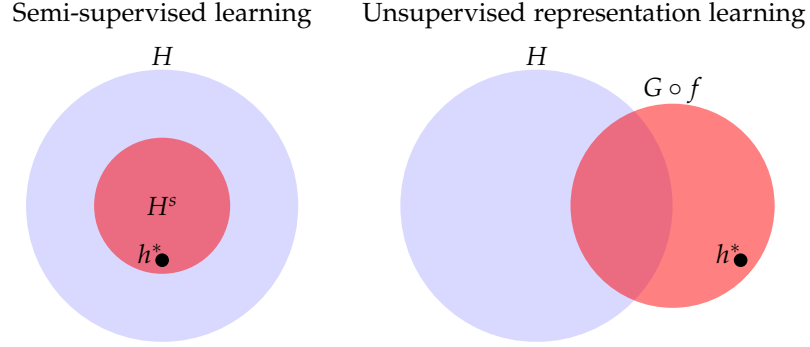 Semi-supervised learning
H
Hˢ
h*
Unsupervised representation learning
H
G ∘ f
h*